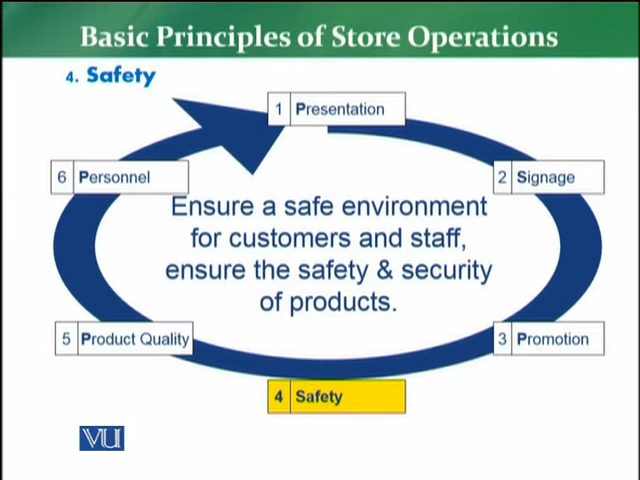 Basic Principles of Store Operations
4. Safety
1 Presentation
2 Signage
3 Promotion
4 Safety
5 Product Quality
6 Personnel
Ensure a safe environment
for customers and staff,
ensure the safety & security
of products.
VU